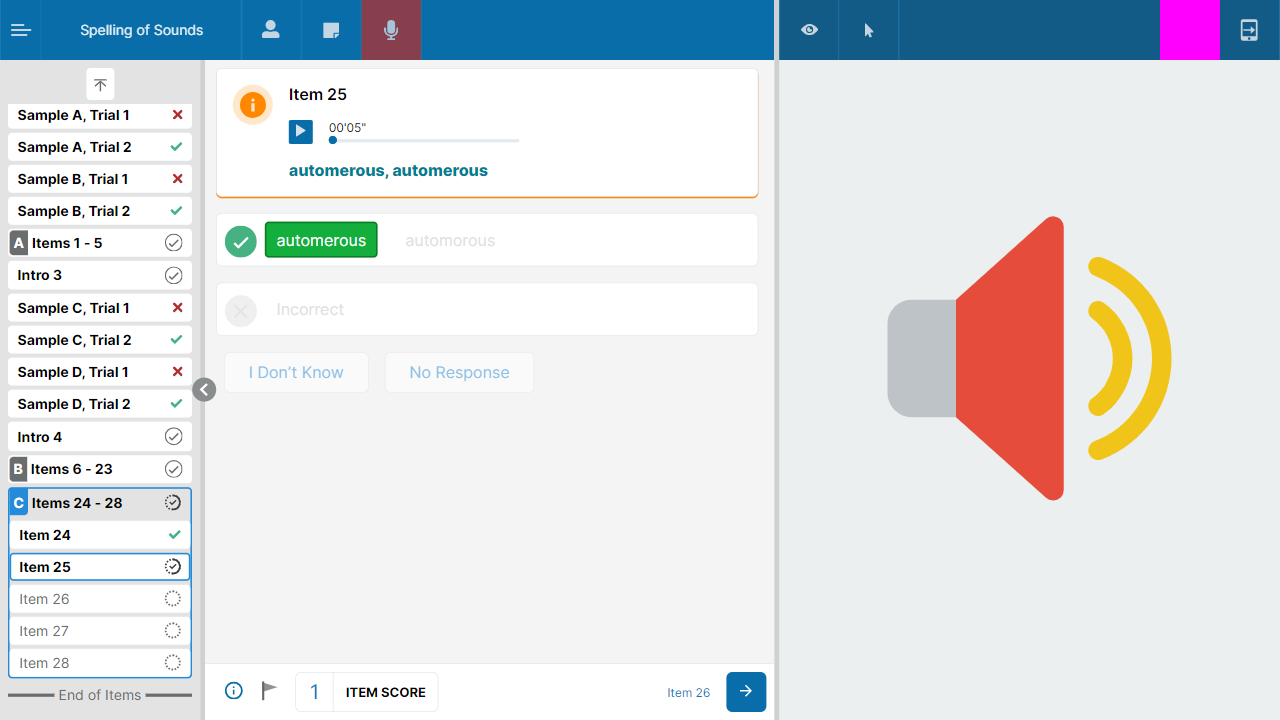 Spelling of Sounds
Sample A, Trial 1
Sample A, Trial 2
Sample B, Trial 1
Sample B, Trial 2
A Items 1 - 5
Intro 3
Sample C, Trial 1
Sample C, Trial 2
Sample D, Trial 1
Sample D, Trial 2
Intro 4
B Items 6 - 23
C Items 24 - 28
Item 24
Item 25
Item 26
Item 27
Item 28
End of Items
Item 25
00'05"
automerous, automerous
automerous automorous
Incorrect
I Don't Know No Response
1 ITEM SCORE
Item 26